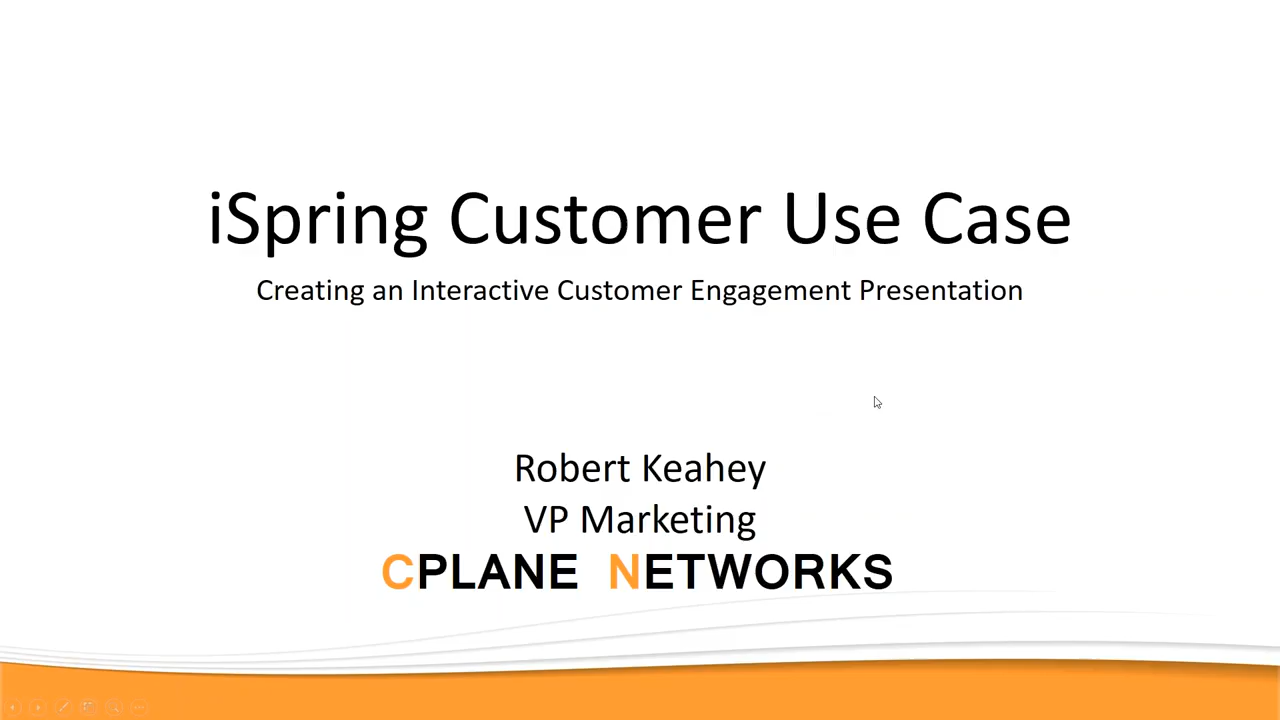 iSpring Customer Use Case
Creating an Interactive Customer Engagement Presentation
Robert Keahey
VP Marketing
CPLANE NETWORKS